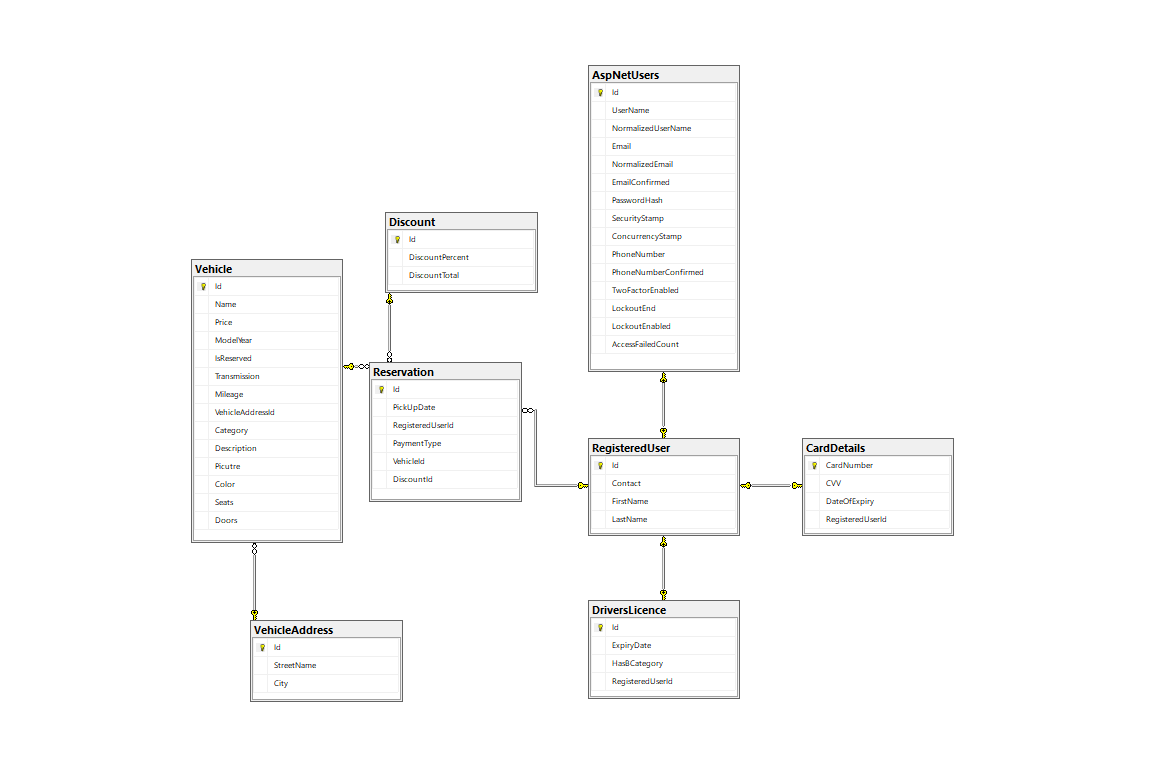 AspNetUsers
Id
UserName
NormalizedUserName
Email
NormalizedEmail
EmailConfirmed
PasswordHash
SecurityStamp
ConcurrencyStamp
PhoneNumber
PhoneNumberConfirmed
TwoFactorEnabled
LockoutEnd
LockoutEnabled
AccessFailedCount
Discount
Id
DiscountPercent
DiscountTotal
Vehicle
Id
Name
Price
ModelYear
IsReserved
Transmission
Mileage
VehicleAddressId
Category
Description
Picutre
Color
Seats
Doors
Reservation
Id
PickUpDate
RegisteredUserId
PaymentType
VehicleId
DiscountId
RegisteredUser
Id
Contact
FirstName
LastName
CardDetails
CardNumber
CVV
DateOfExpiry
RegisteredUserId
DriversLicence
Id
ExpiryDate
HasBCategory
RegisteredUserId
VehicleAddress
Id
StreetName
City